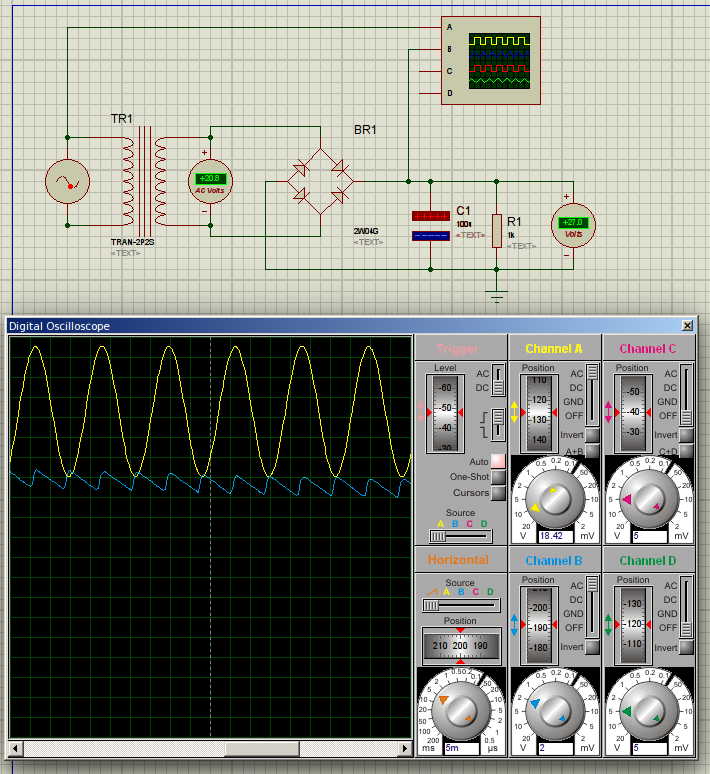 A
B
C
D
TR1
BR1
+20.8
AC Volts
TRAN-2P2S
<TEXT>
2W04G
<TEXT>
C1
100u
<TEXT>
R1
1k
<TEXT>
+27.0
Volts
Digital Oscilloscope
Trigger
Level
AC
DC
-60
-50
-40
-30
Auto
One-Shot
Cursors
Source
A B C D
Channel A
Position
110
120
130
140
AC
DC
GND
OFF
Invert
A+B
V 18.42 mV
Channel C
Position
-50
-40
-30
AC
DC
GND
OFF
Invert
C+D
V 5 mV
Horizontal
Source
A B C D
Position
210 200 190
ms 5m µs
Channel B
Position
-210
-200
-190
-180
AC
DC
GND
OFF
Invert
V 2 mV
Channel D
Position
-130
-120
-110
AC
DC
GND
OFF
Invert
V 5 mV